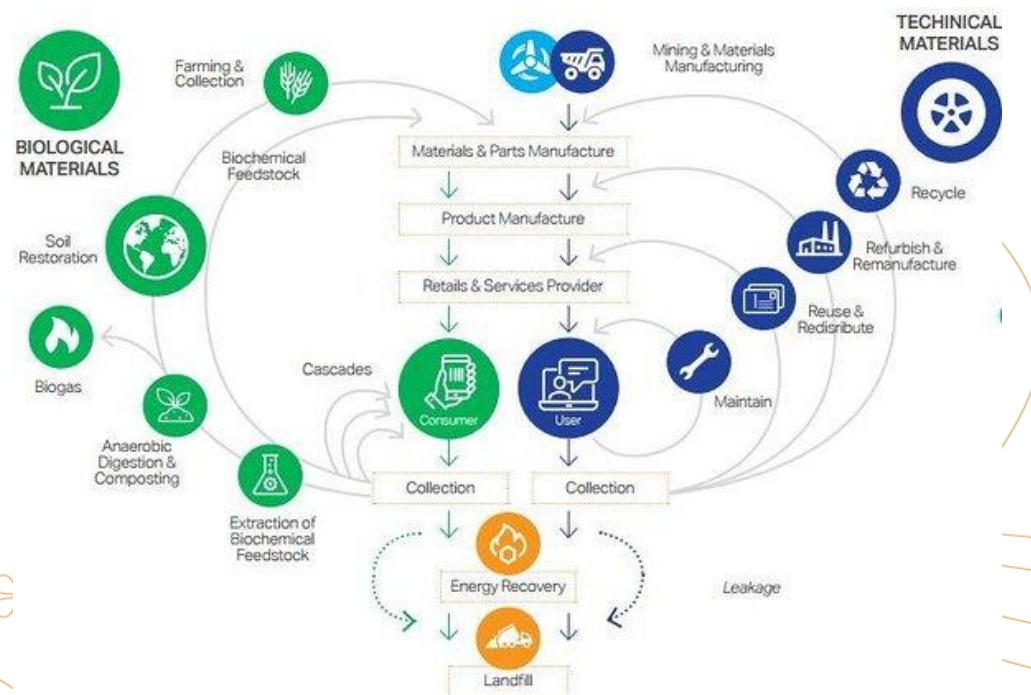 TECHINICAL
MATERIALS
Farming &
Collection
Mining & Materials
Manufacturing
BIOLOGICAL
MATERIALS
Biochemical
Feedstock
Materials & Parts Manufacture
Recycle
Product Manufacture
Soil
Restoration
Refurbish &
Remanufacture
Retails & Services Provider
Reuse &
Redisribute
Biogas
Cascades
Consumer
User
Maintain
Anaerobic
Digestion &
Composting
Collection
Collection
Extraction of
Biochemical
Feedstock
Energy Recovery
Leakage
Landfill